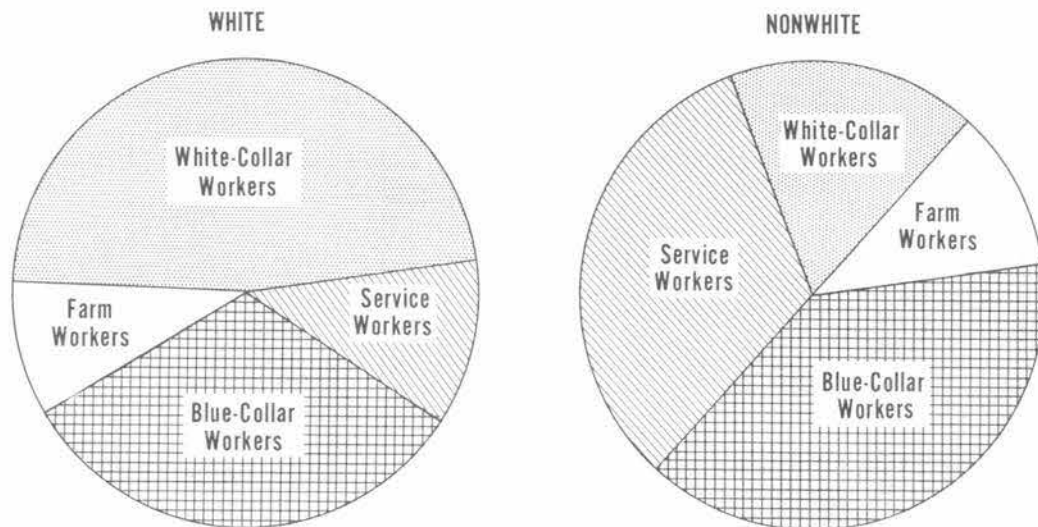 WHITE
White-Collar
Workers
Farm
Workers
Service
Workers
Blue-Collar
Workers
NONWHITE
White-Collar
Workers
Farm
Workers
Service
Workers
Blue-Collar
Workers